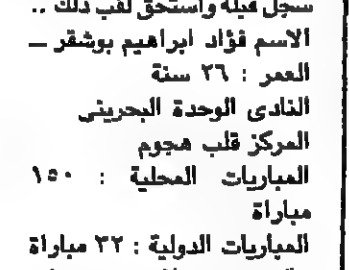 سجل قبله واستحق لقب ذلك ..
الاسم فؤاد ابراهيم بوشقر —
العمر : ٢٦ سنة
النادى الوحدة البحرينى
المركز قلب هجوم
المباريات المحلية : ١٥٠
مباراة
المباريات الدولية : ٣٢ مباراة